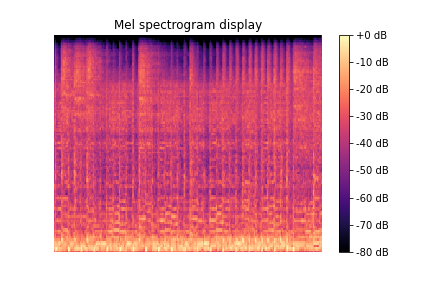 Mel spectrogram display
+0 dB
-10 dB
-20 dB
-30 dB
-40 dB
-50 dB
-60 dB
-70 dB
-80 dB